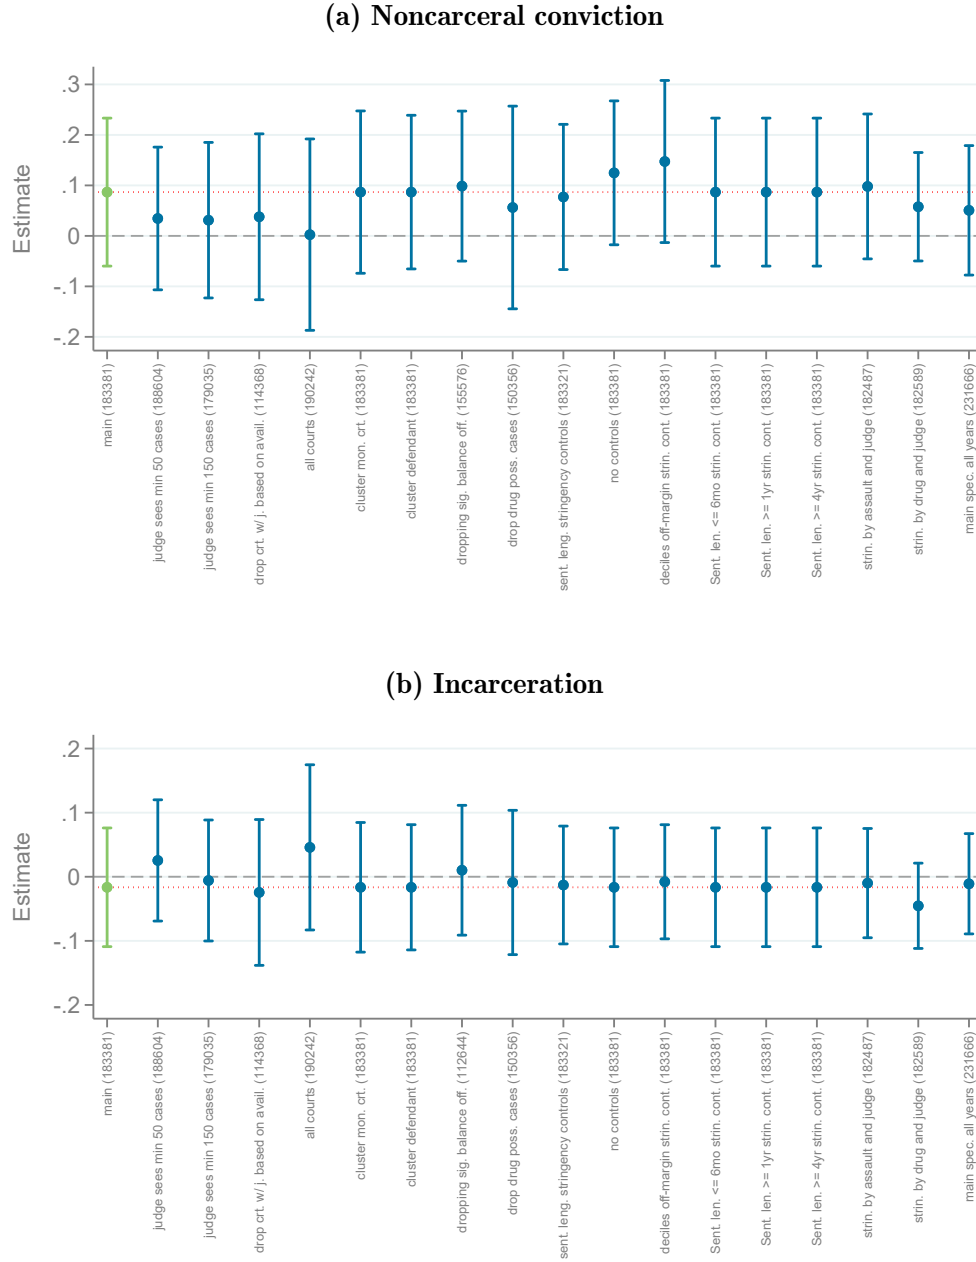 (a) Noncarceral conviction
.3
.2
.1
0
-.1
-.2
Estimate
main (183381)
judge sees min 50 cases (188604)
judge sees min 150 cases (179035)
drop crt. w/ j. based on avail. (114368)
all courts (190242)
cluster mon. crt. (183381)
cluster defendant (183381)
dropping sig. balance off. (155576)
drop drug poss. cases (150356)
sent. leng. stringency controls (183321)
no controls (183381)
deciles off-margin strin. cont. (183381)
Sent. len. <= 6mo strin. cont. (183381)
Sent. len. >= 1yr strin. cont. (183381)
Sent. len. >= 4yr strin. cont. (183381)
strin. by assault and judge (182487)
strin. by drug and judge (182589)
main spec. all years (231666)
(b) Incarceration
.2
.1
0
-.1
-.2
Estimate
main (183381)
judge sees min 50 cases (188604)
judge sees min 150 cases (179035)
drop crt. w/ j. based on avail. (114368)
all courts (190242)
cluster mon. crt. (183381)
cluster defendant (183381)
dropping sig. balance off. (112644)
drop drug poss. cases (150356)
sent. leng. stringency controls (183321)
no controls (183381)
deciles off-margin strin. cont. (183381)
Sent. len. <= 6mo strin. cont. (183381)
Sent. len. >= 1yr strin. cont. (183381)
Sent. len. >= 4yr strin. cont. (183381)
strin. by assault and judge (182487)
strin. by drug and judge (182589)
main spec. all years (231666)